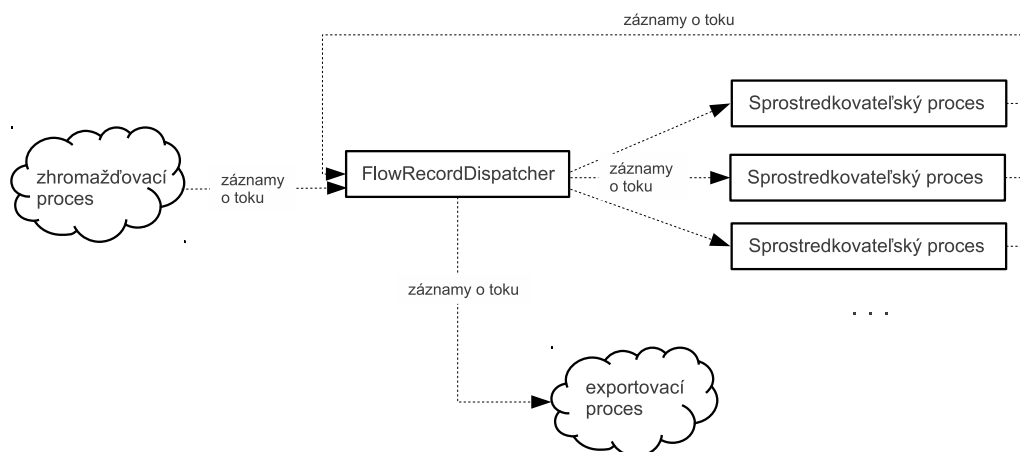 záznamy o toku
Sprostredkovateľský proces
zhromažďovací
proces
záznamy
o toku
FlowRecordDispatcher
záznamy
o toku
Sprostredkovateľský proces
Sprostredkovateľský proces
záznamy o toku
. . .
exportovací
proces